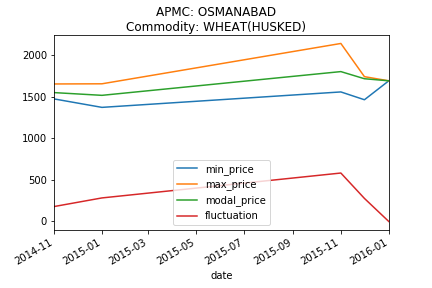 APMC: OSMANABAD
Commodity: WHEAT(HUSKED)
2000
1500
1000
500
0
min_price
max_price
modal_price
fluctuation
2014-11
2015-01
2015-03
2015-05
2015-07
2015-09
2015-11
2016-01
date